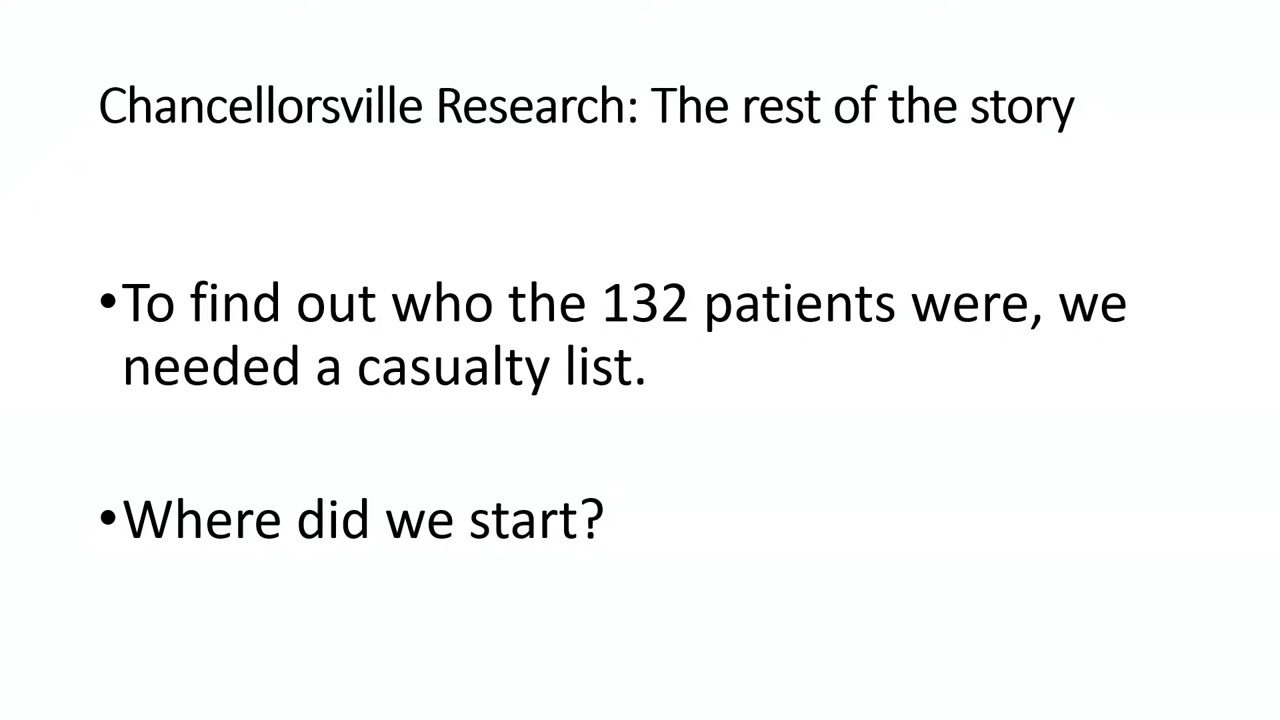 Chancellorsville Research: The rest of the story
•To find out who the 132 patients were, we
needed a casualty list.
•Where did we start?